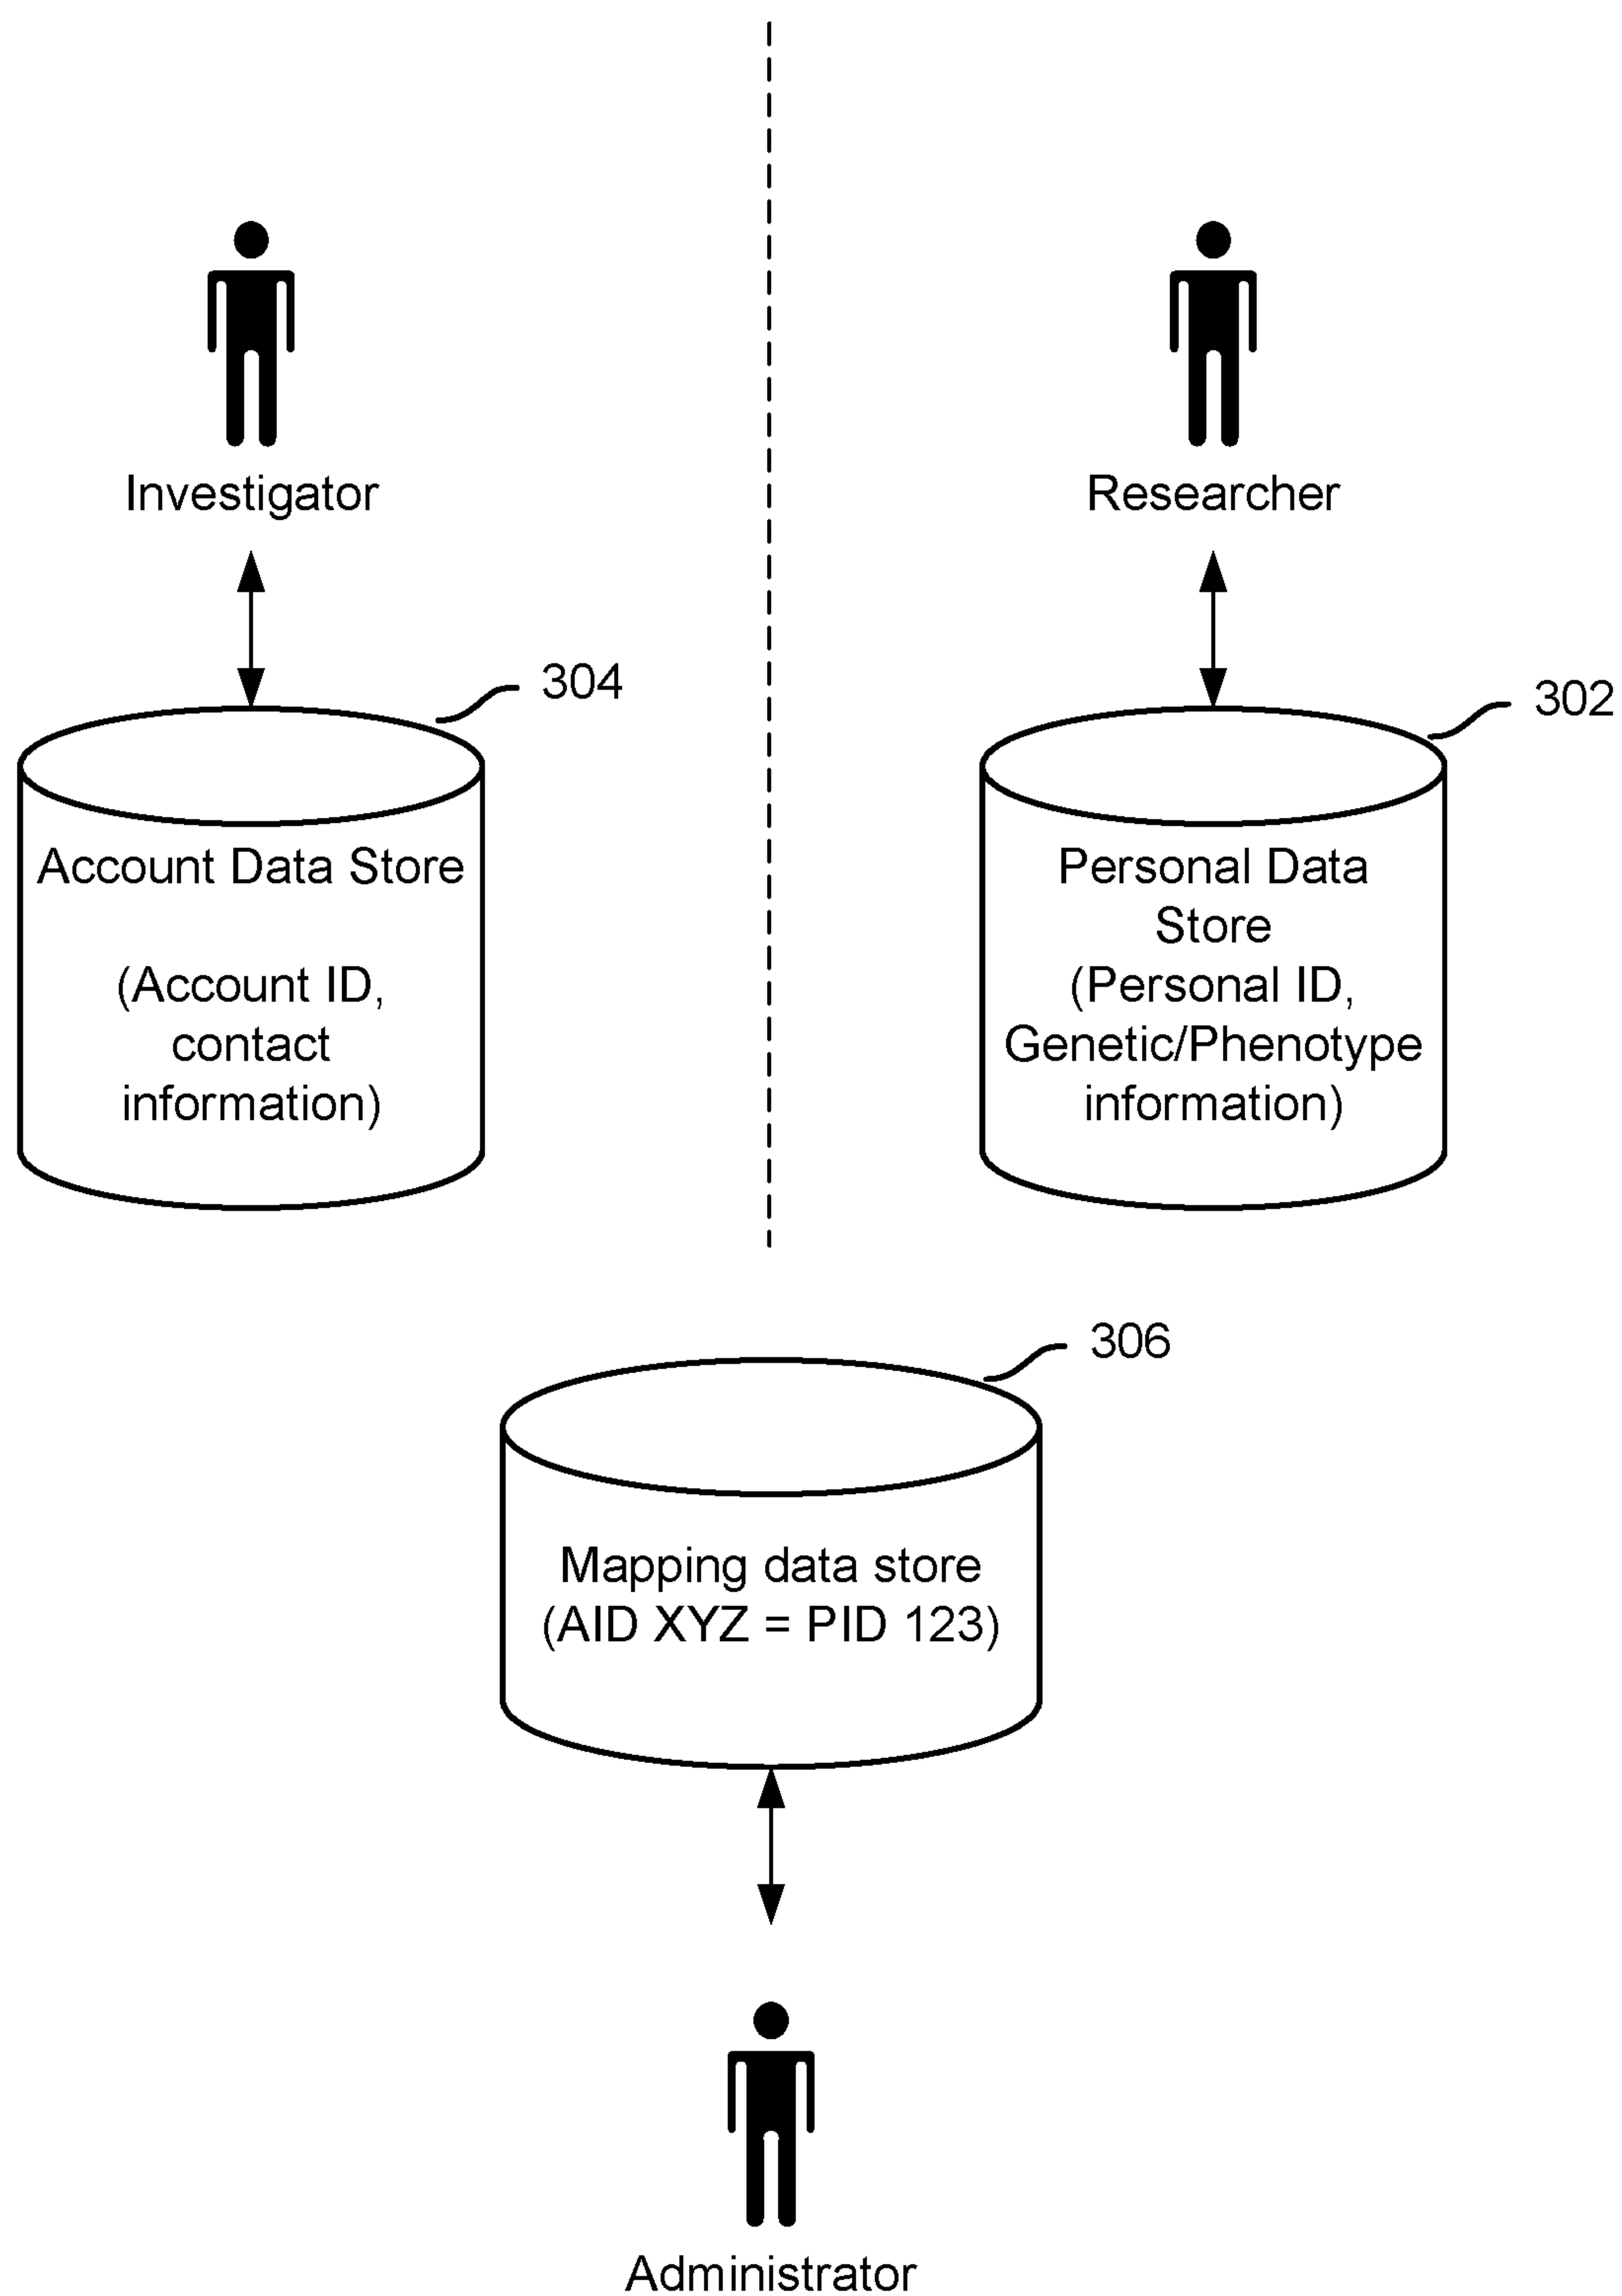 Investigator
Researcher
304
302
Account Data Store
(Account ID,
contact
information)
Personal Data
Store
(Personal ID,
Genetic/Phenotype
information)
306
Mapping data store
(AID XYZ = PID 123)
Administrator